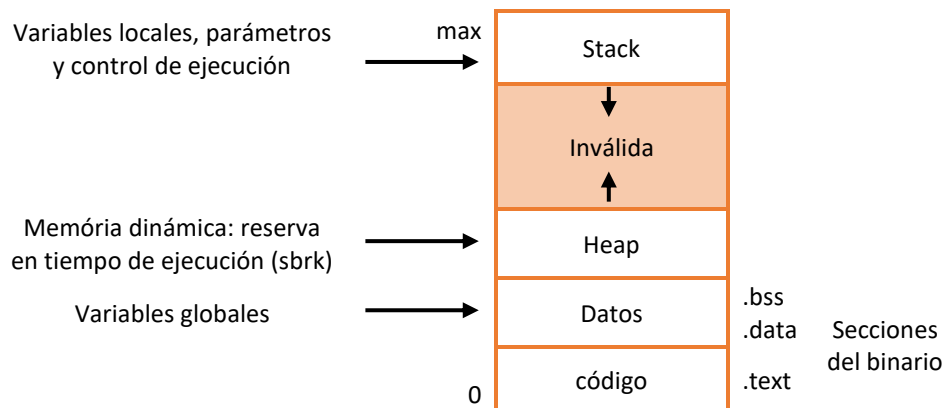 Variables locales, parámetros
y control de ejecución
max
Stack
Inválida
Memória dinámica: reserva
en tiempo de ejecución (sbrk)
Heap
Variables globales
Datos
.bss
.data
Secciones
del binario
0
código
.text